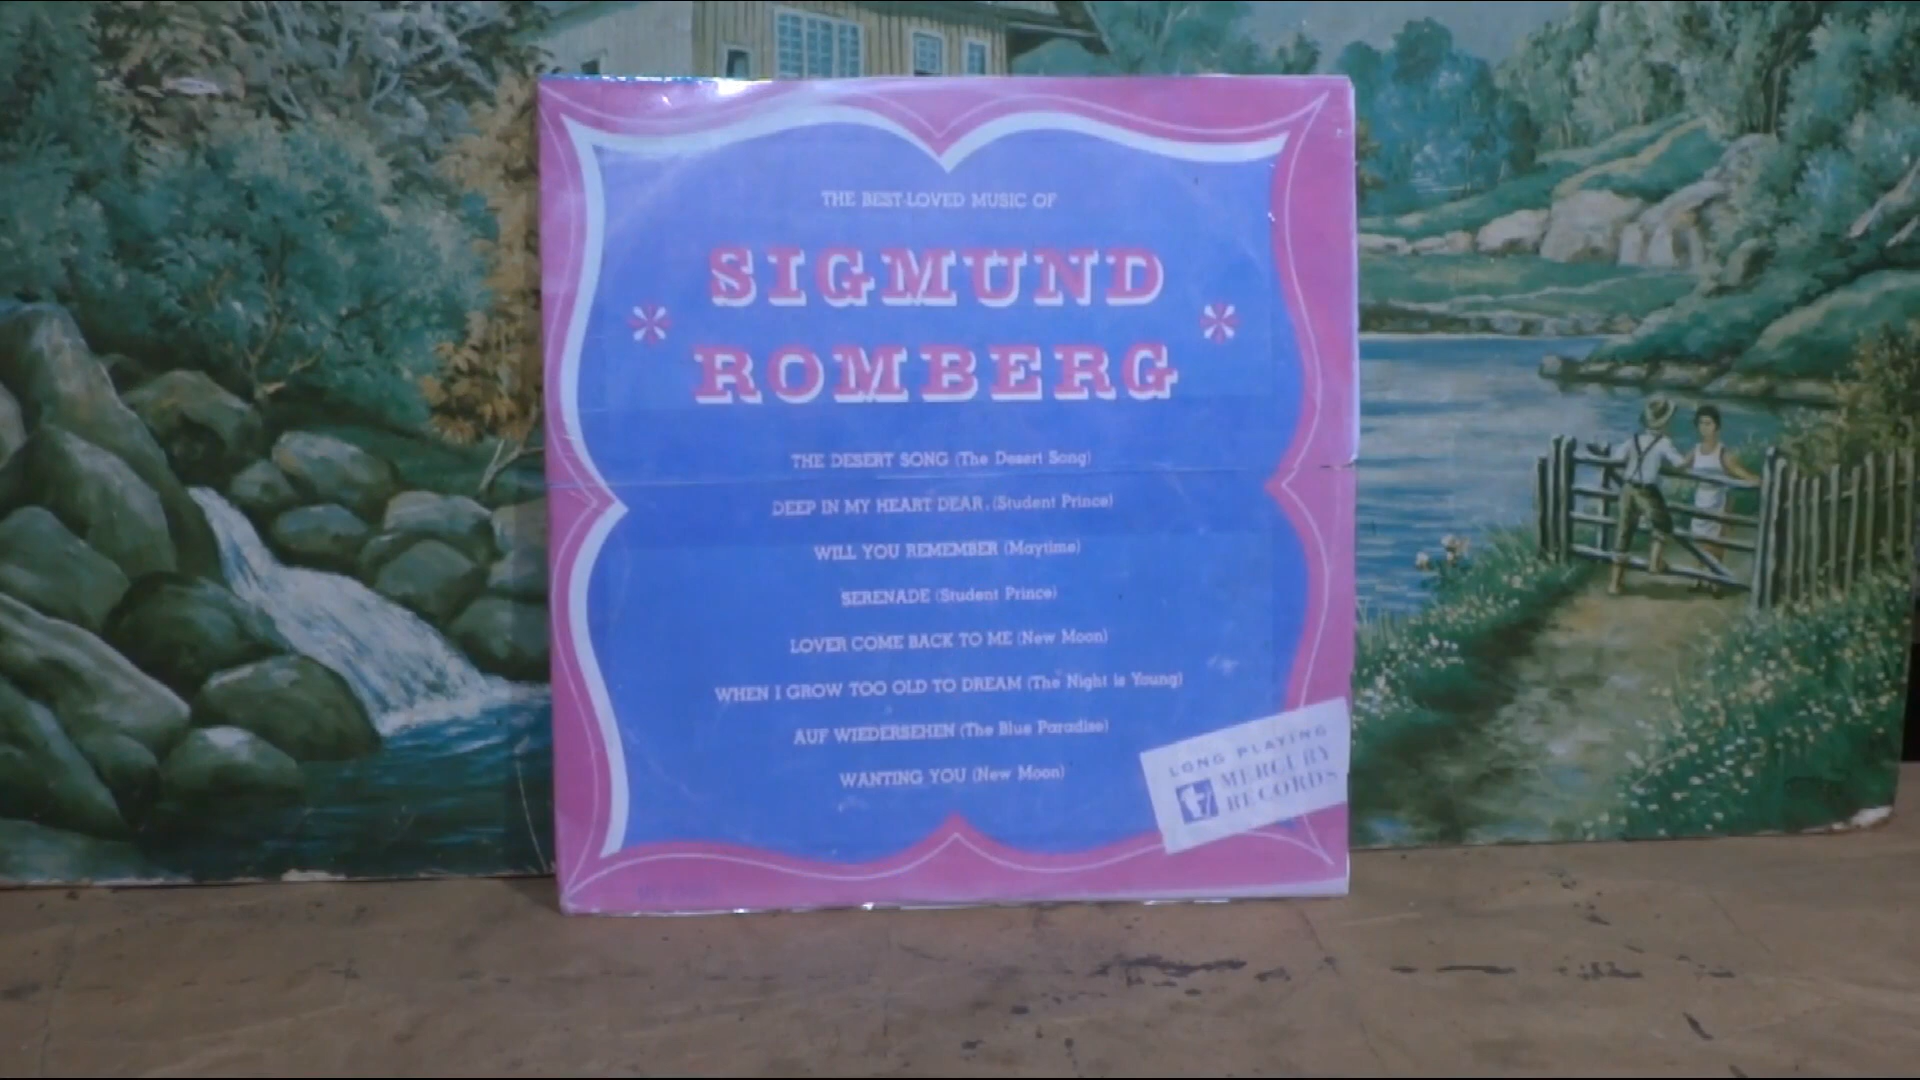 THE BEST-LOVED MUSIC OF
SIGMUND
ROMBERG
THE DESERT SONG (The Desert Song)
DEEP IN MY HEART DEAR. (Student Prince)
WILL YOU REMEMBER (Maytime)
SERENADE (Student Prince)
LOVER COME BACK TO ME (New Moon)
WHEN I GROW TOO OLD TO DREAM (The Night is Young)
AUF WIEDERSEHEN (The Blue Paradise)
WANTING YOU (New Moon)
LONG PLAYING
MERCURY
RECORDS